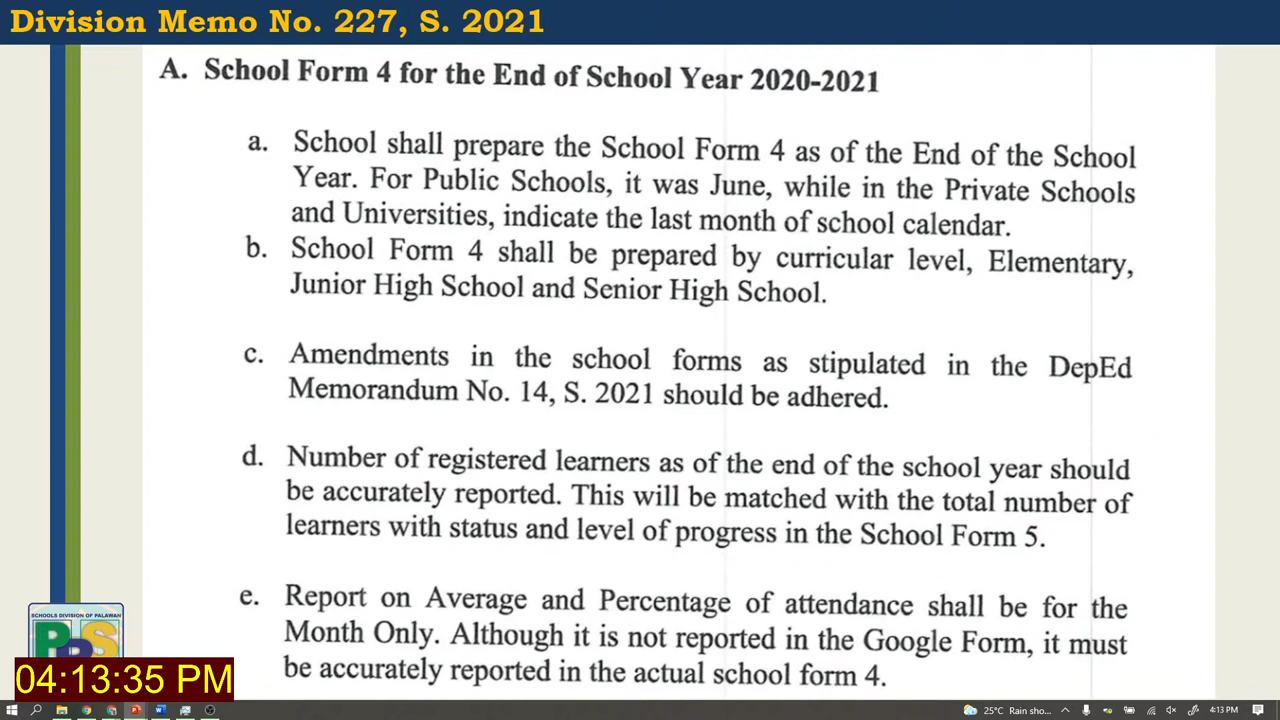 Division Memo No. 227, S. 2021
A. School Form 4 for the End of School Year 2020-2021
a. School shall prepare the School Form 4 as of the End of the School
Year. For Public Schools, it was June, while in the Private Schools
and Universities, indicate the last month of school calendar.
b. School Form 4 shall be prepared by curricular level, Elementary,
Junior High School and Senior High School.
c. Amendments in the school forms as stipulated in the DepEd
Memorandum No. 14, S. 2021 should be adhered.
d. Number of registered learners as of the end of the school year should
be accurately reported. This will be matched with the total number of
learners with status and level of progress in the School Form 5.
e. Report on Average and Percentage of attendance shall be for the
Month Only. Although it is not reported in the Google Form, it must
be accurately reported in the actual school form 4.
SCHOOLS DIVISION OF PALAWAN
04:13:35 PM
25°C Rain sho... 4:13 PM